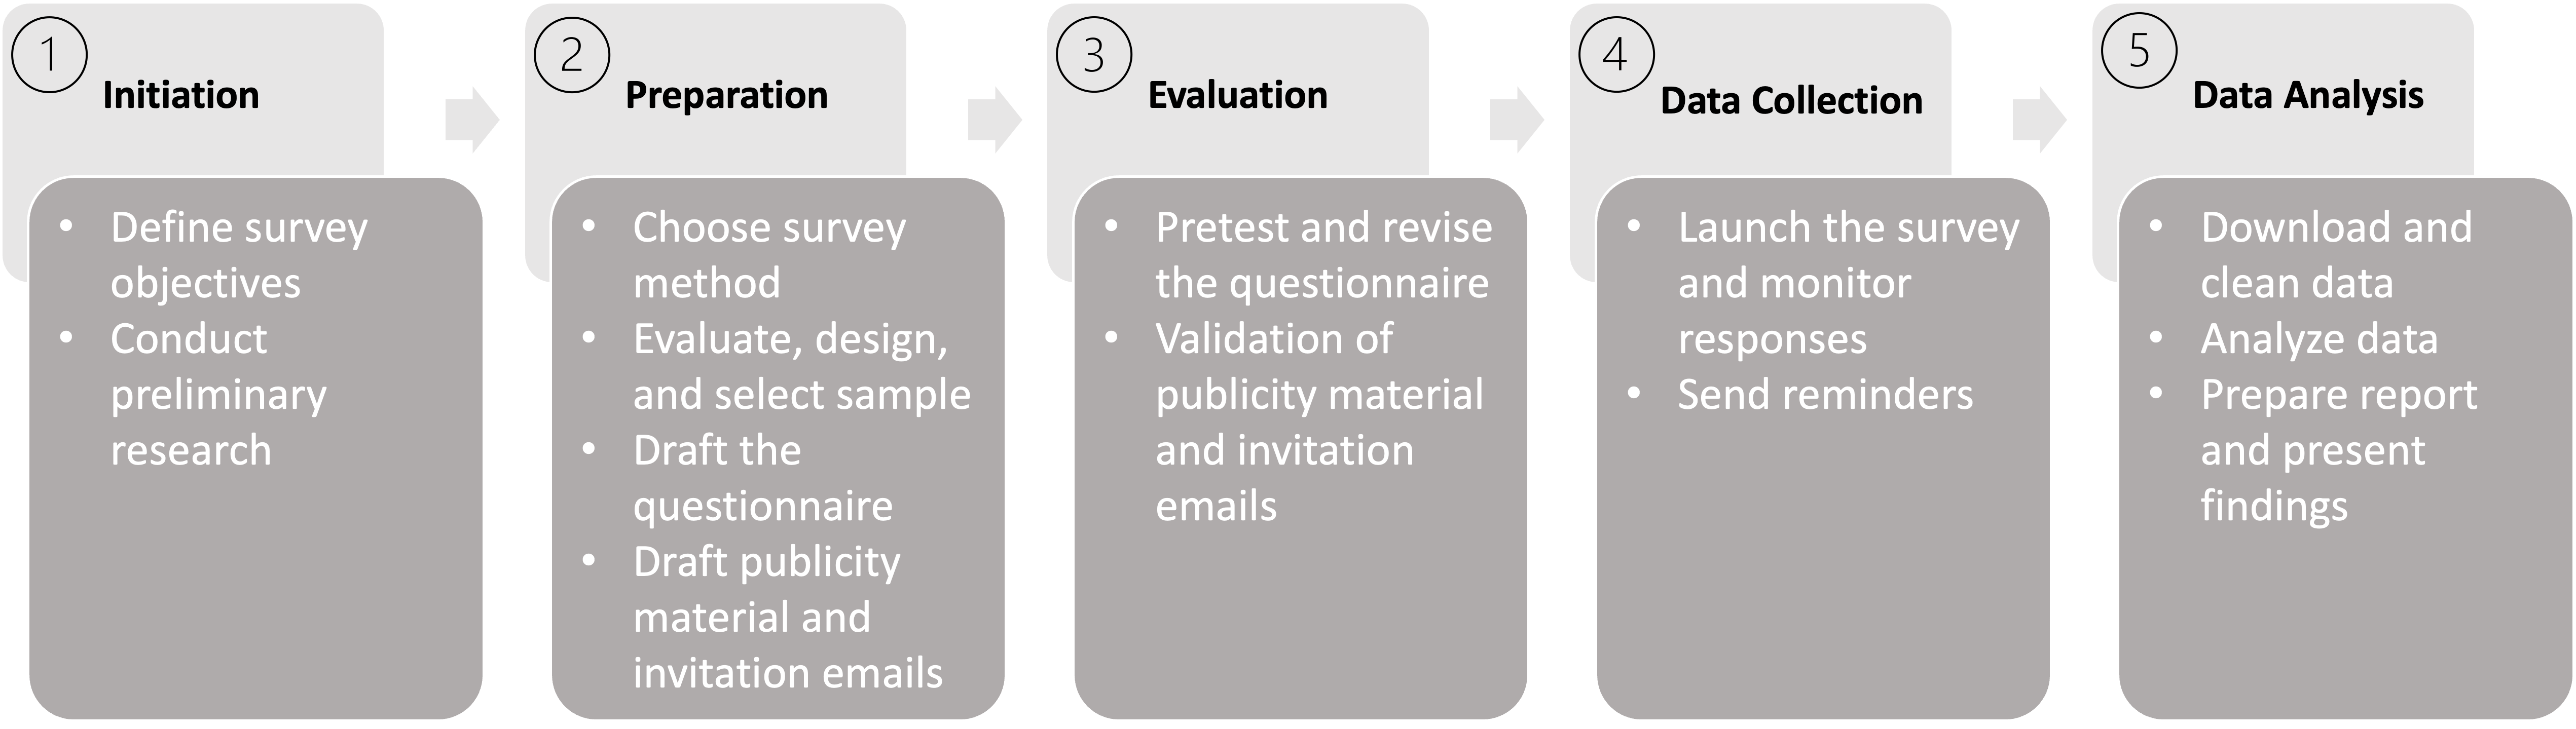 1
Initiation
• Define survey
objectives
• Conduct
preliminary
research
2
Preparation
• Choose survey
method
• Evaluate, design,
and select sample
• Draft the
questionnaire
• Draft publicity
material and
invitation emails
3
Evaluation
• Pretest and revise
the questionnaire
• Validation of
publicity material
and invitation
emails
4
Data Collection
• Launch the survey
and monitor
responses
• Send reminders
5
Data Analysis
• Download and
clean data
• Analyze data
• Prepare report
and present
findings